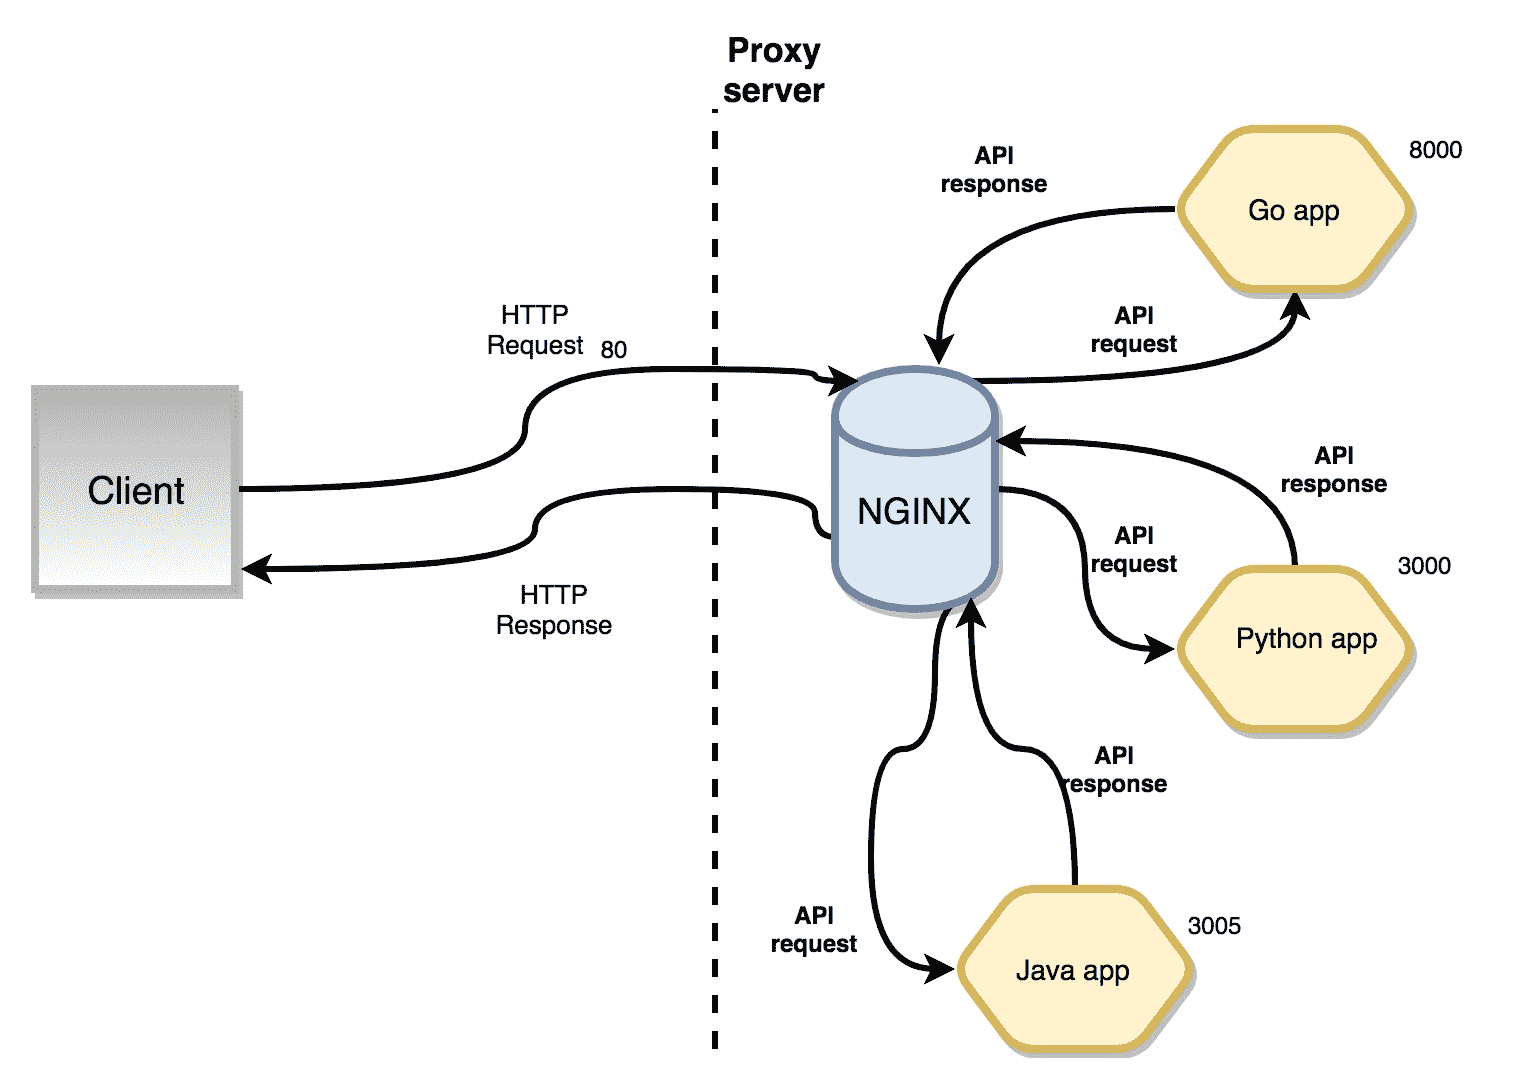 Proxy
server
API
response
8000
Go app
HTTP
Request 80
API
request
Client
NGINX
API
response
API
request
3000
Python app
HTTP
Response
API
response
API
request
3005
Java app